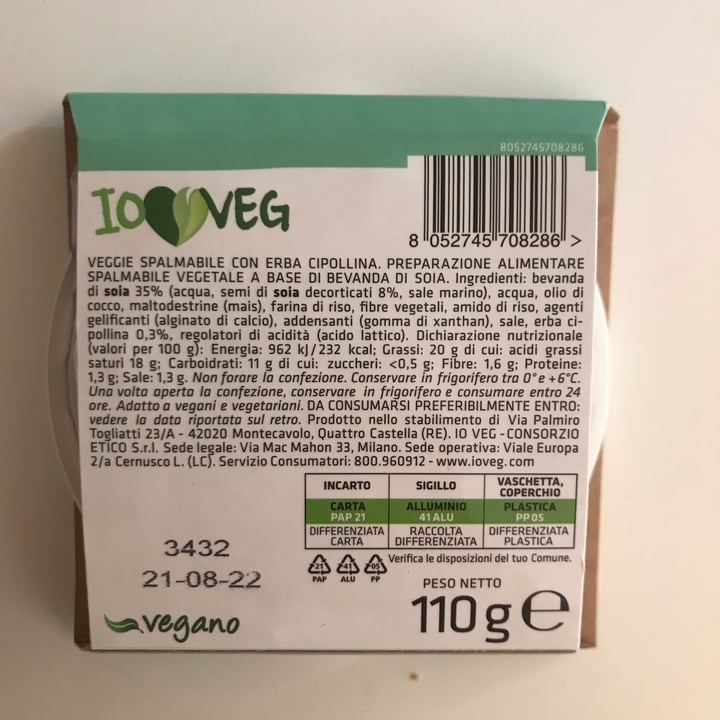 8052745708286
IO VEG
8 052745 708286 >
VEGGIE SPALMABILE CON ERBA CIPOLLINA. PREPARAZIONE ALIMENTARE
SPALMABILE VEGETALE A BASE DI BEVANDA DI SOIA. Ingredienti: bevanda
di soia 35% (acqua, semi di soia decorticati 8%, sale marino), acqua, olio di
cocco, maltodestrine (mais), farina di riso, fibre vegetali, amido di riso, agenti
gelificanti (alginato di calcio), addensanti (gomma di xanthan), sale, erba ci-
pollina 0,3%, regolatori di acidità (acido lattico). Dichiarazione nutrizionale
(valori per 100 g): Energia: 962 kJ/232 kcal; Grassi: 20 g di cui: acidi grassi
saturi 18 g; Carboidrati: 11 g di cui: zuccheri: <0,5 g; Fibre: 1,6 g; Proteine:
1,3 g; Sale: 1,3 g. Non forare la confezione. Conservare in frigorifero tra 0° e +6°C.
Una volta aperta la confezione, conservare in frigorifero e consumare entro 24
ore. Adatto a vegani e vegetariani. DA CONSUMARSI PREFERIBILMENTE ENTRO:
vedere la data riportata sul retro. Prodotto nello stabilimento di Via Palmiro
Togliatti 23/A - 42020 Montecavolo, Quattro Castella (RE). IO VEG - CONSORZIO
ETICO S.r.l. Sede legale: Via Mac Mahon 33, Milano. Sede operativa: Viale Europa
2/a Cernusco L. (LC). Servizio Consumatori: 800.960912 - www.ioveg.com
INCARTO SIGILLO VASCHETTA, COPERCHIO
CARTA PAP 21 ALLUMINIO 41 ALU PLASTICA PP 05
DIFFERENZIATA CARTA RACCOLTA DIFFERENZIATA DIFFERENZIATA PLASTICA
21 41 05 Verifica le disposizioni del tuo Comune.
PAP ALU PP
3432
21-08-22
PESO NETTO
110 g e
vegano